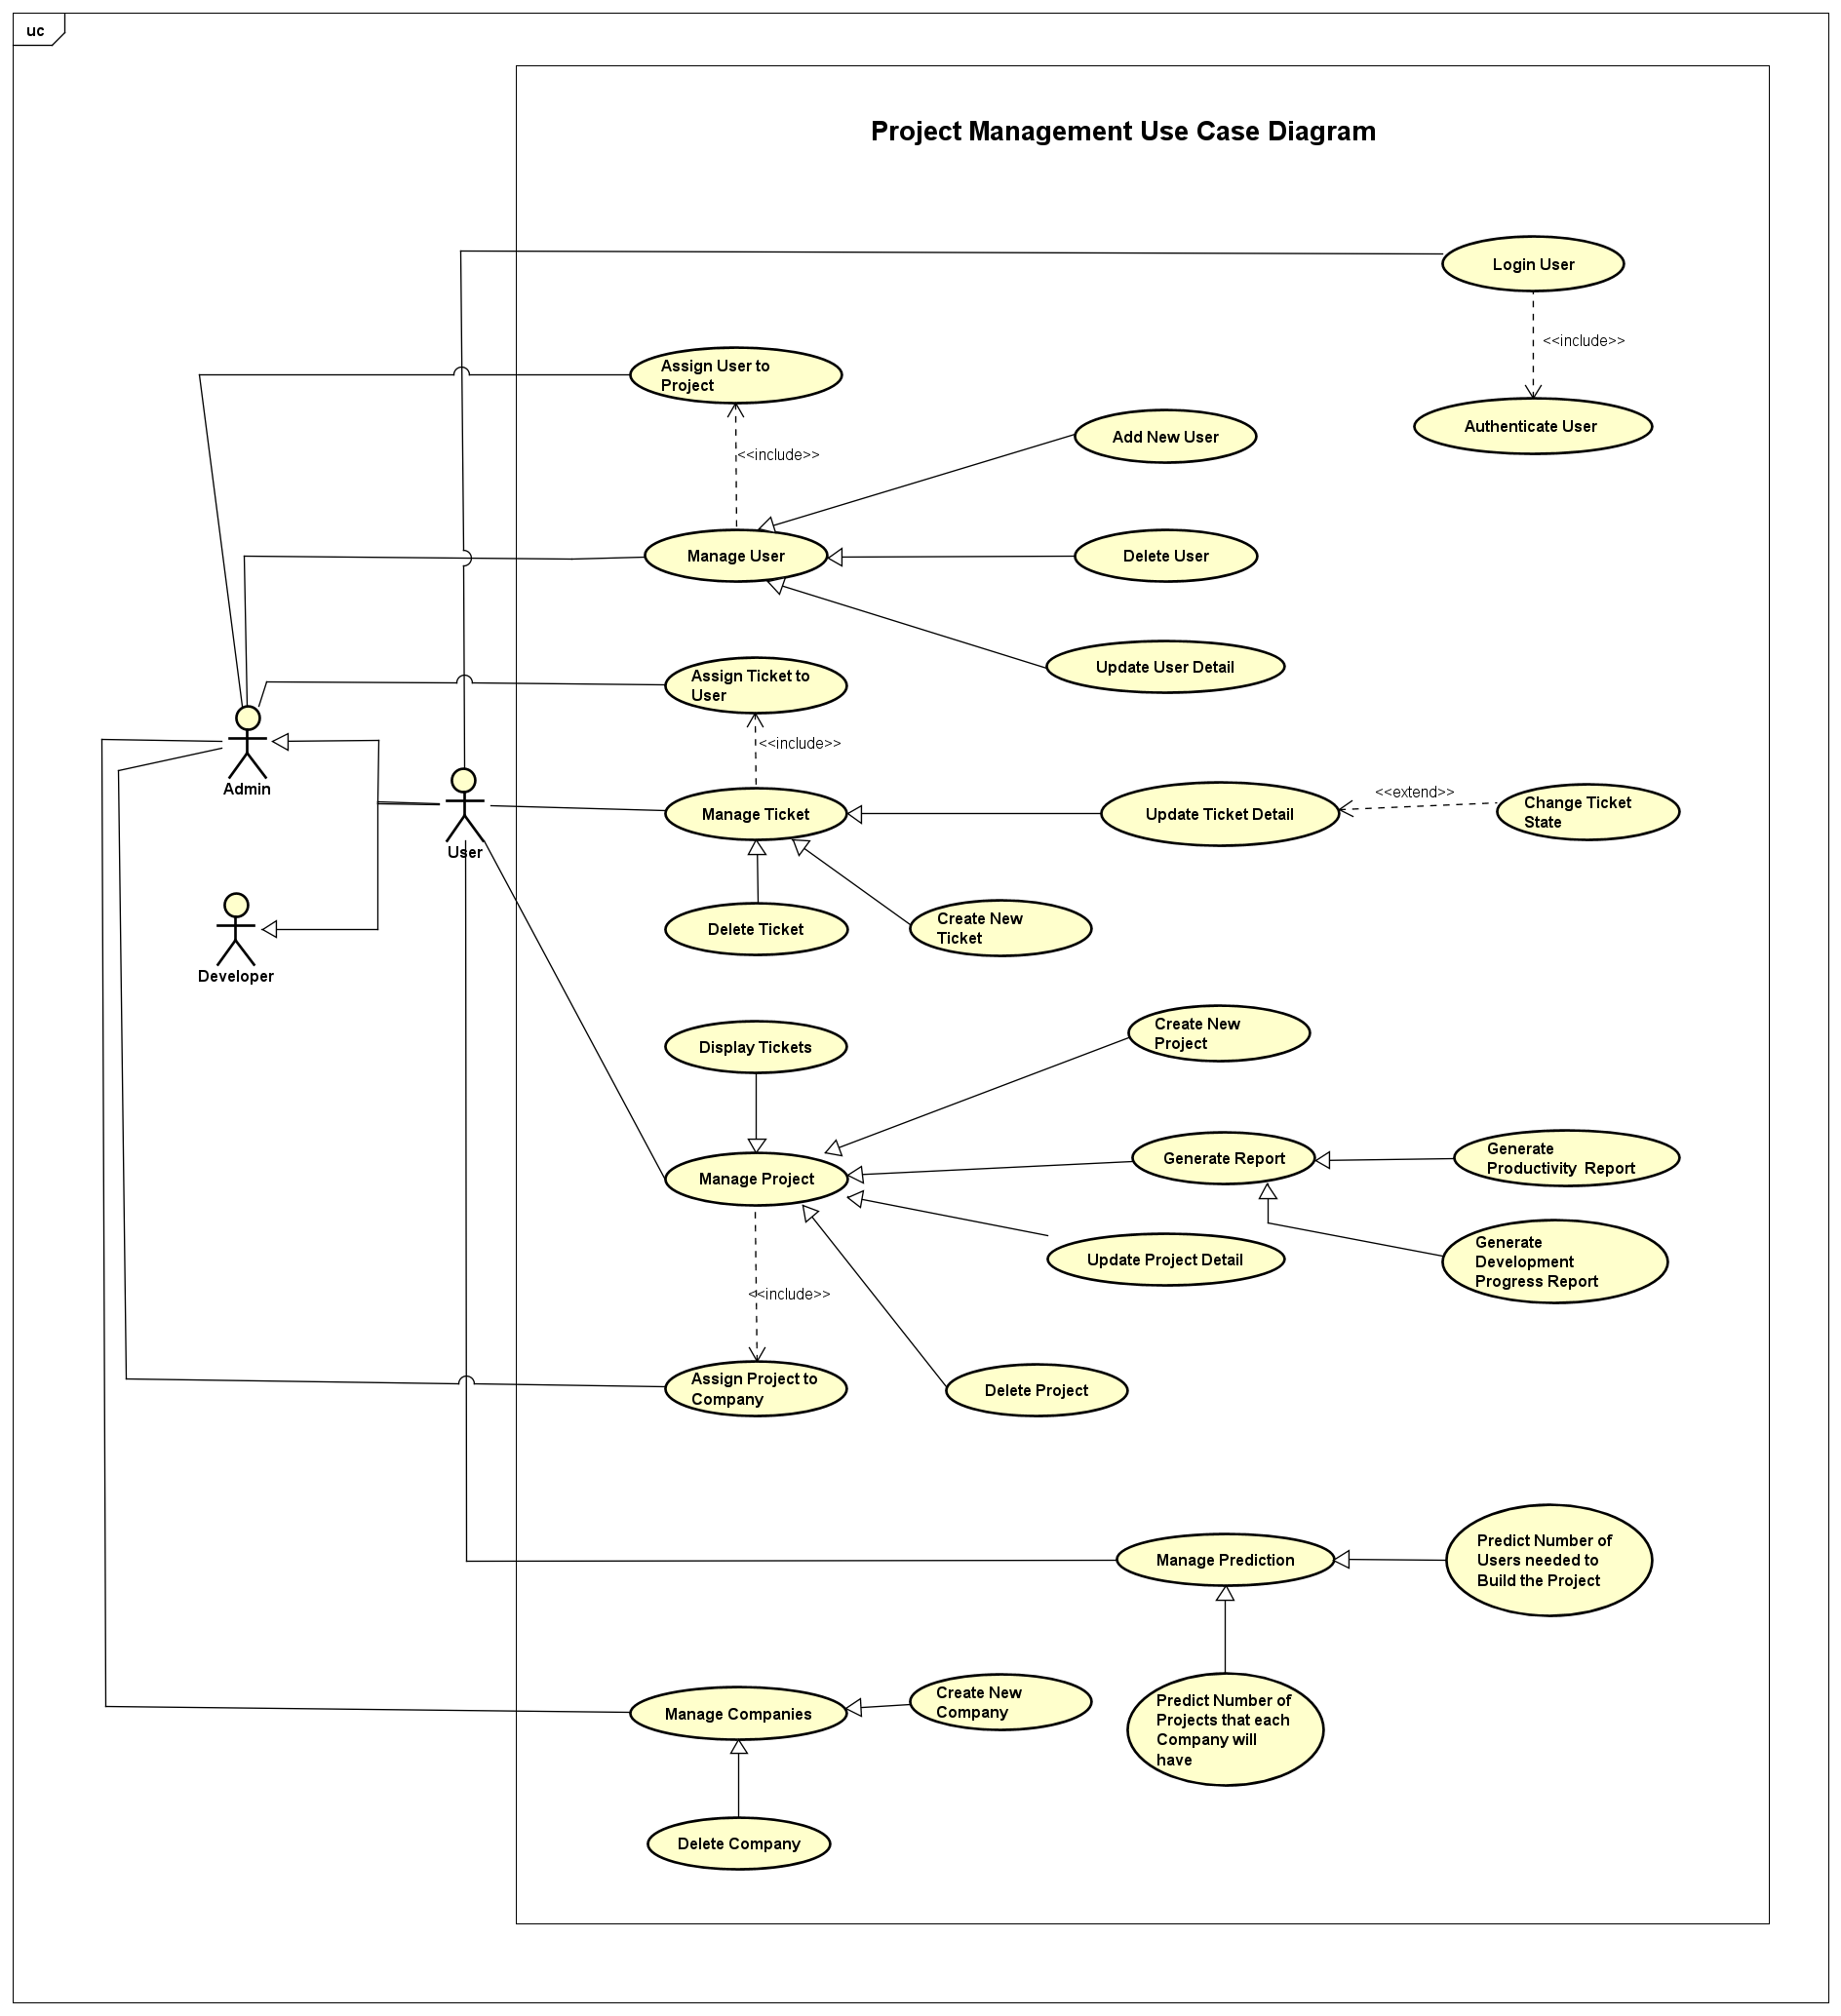 uc
Project Management Use Case Diagram
Login User
<<include>>
Authenticate User
Assign User to
Project
<<include>>
Add New User
Manage User
Delete User
Update User Detail
Assign Ticket to
User
<<include>>
Admin
User
Manage Ticket
Update Ticket Detail
<<extend>>
Change Ticket
State
Delete Ticket
Create New
Ticket
Developer
Display Tickets
Create New
Project
Manage Project
Generate Report
Generate
Productivity  Report
Update Project Detail
Generate
Development
Progress Report
<<include>>
Assign Project to
Company
Delete Project
Manage Prediction
Predict Number of
Users needed to
Build the Project
Manage Companies
Create New
Company
Predict Number of
Projects that each
Company will
have
Delete Company